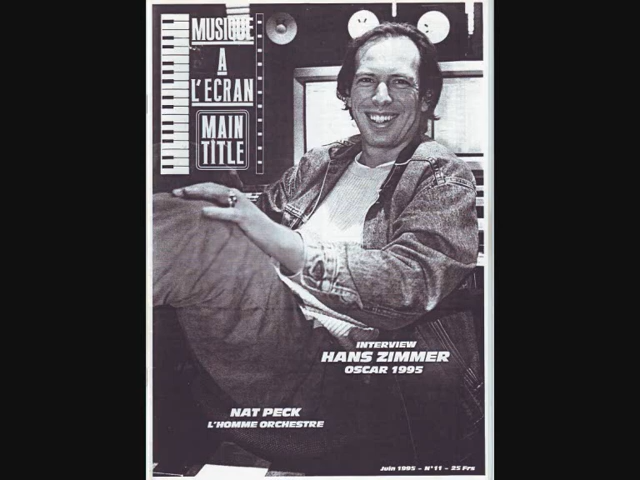 MUSIQUE
A
L'ECRAN
MAIN
TITLE
INTERVIEW
HANS ZIMMER
OSCAR 1995
NAT PECK
L'HOMME ORCHESTRE
Juin 1995 - N°11 - 25 Frs